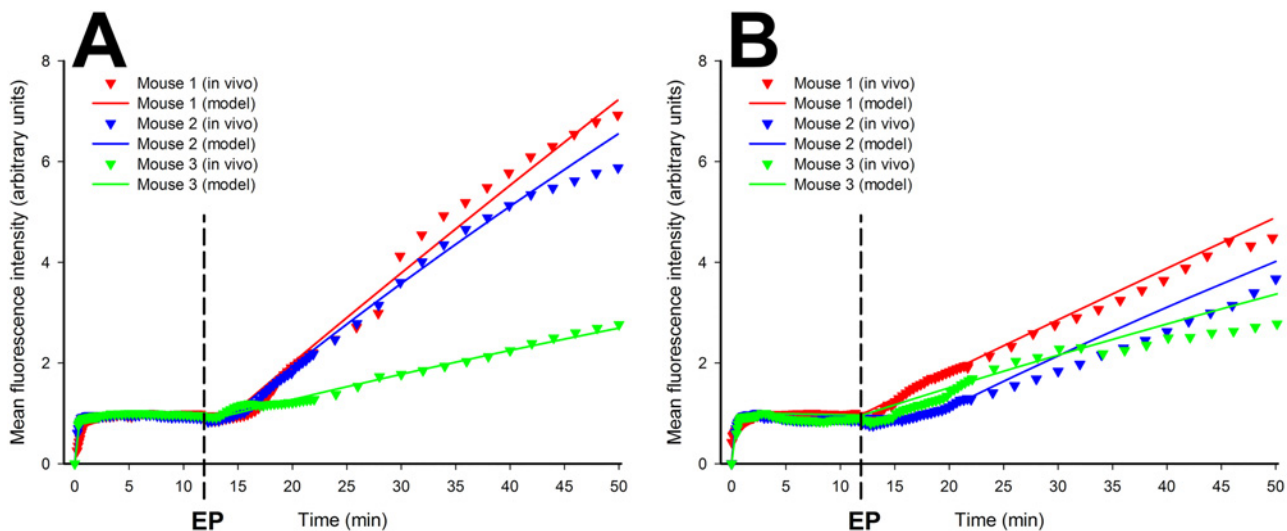 A
Mean fluorescence intensity (arbitrary units)
8
6
4
2
0
Mouse 1 (in vivo)
Mouse 1 (model)
Mouse 2 (in vivo)
Mouse 2 (model)
Mouse 3 (in vivo)
Mouse 3 (model)
0 5 10 15 20 25 30 35 40 45 50
EP
Time (min)
B
Mean fluorescence intensity (arbitrary units)
8
6
4
2
0
Mouse 1 (in vivo)
Mouse 1 (model)
Mouse 2 (in vivo)
Mouse 2 (model)
Mouse 3 (in vivo)
Mouse 3 (model)
0 5 10 15 20 25 30 35 40 45 50
EP
Time (min)